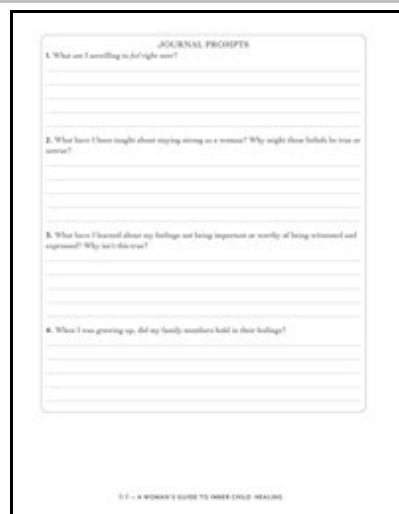 JOURNAL PROMPTS
1. What am I unwilling to feel right now?
2. What have I been taught about staying strong as a woman? Why might these beliefs be true or
untrue?
3. What have I learned about my feelings not being important or worthy of being witnessed and
expressed? Why isn't this true?
4. When I was growing up, did my family members hold in their feelings?
A WOMAN'S GUIDE TO INNER CHILD HEALING